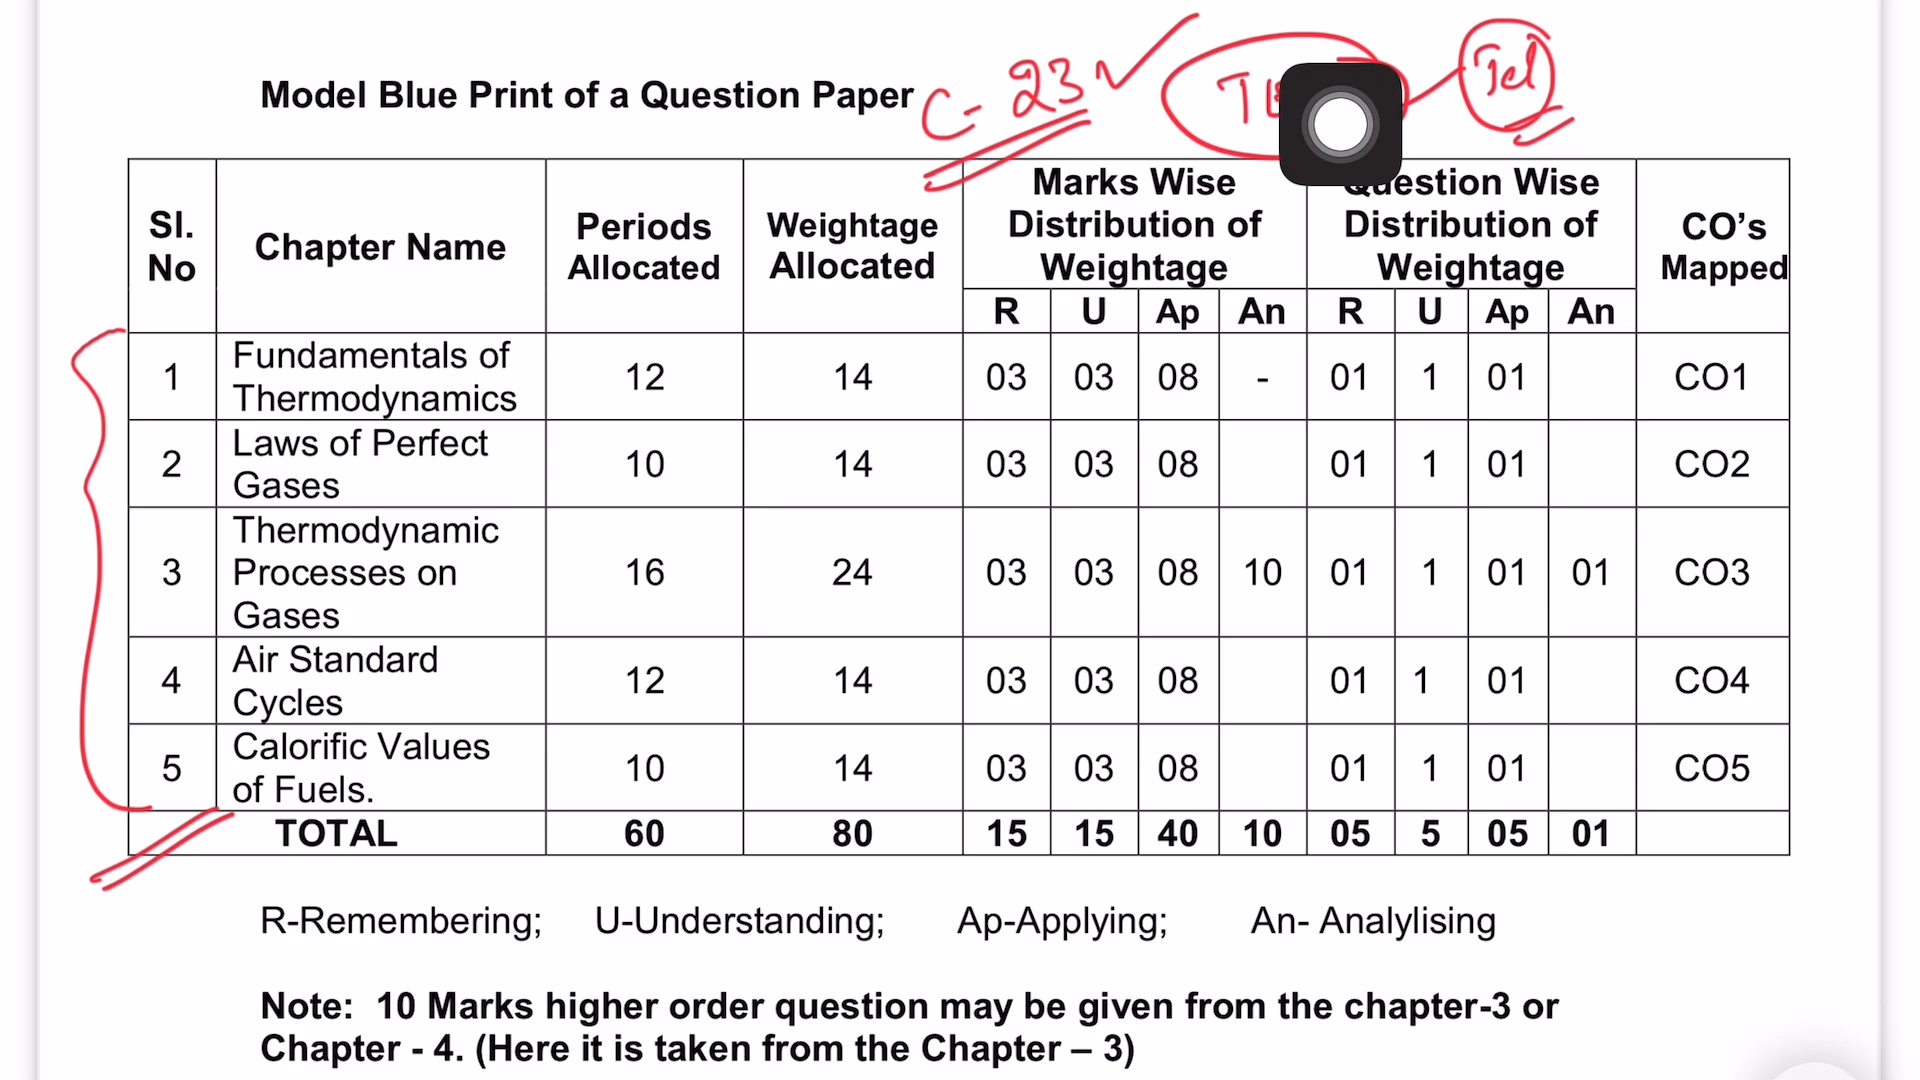 Model Blue Print of a Question Paper C- 23
Sl. No Chapter Name Periods Allocated Weightage Allocated Marks Wise Distribution of Weightage Question Wise Distribution of Weightage CO's Mapped
R U Ap An R U Ap An
1 Fundamentals of Thermodynamics 12 14 03 03 08 - 01 1 01 CO1
2 Laws of Perfect Gases 10 14 03 03 08 01 1 01 CO2
3 Thermodynamic Processes on Gases 16 24 03 03 08 10 01 1 01 01 CO3
4 Air Standard Cycles 12 14 03 03 08 01 1 01 CO4
5 Calorific Values of Fuels. 10 14 03 03 08 01 1 01 CO5
TOTAL 60 80 15 15 40 10 05 5 05 01
R-Remembering; U-Understanding; Ap-Applying; An- Analylising
Note: 10 Marks higher order question may be given from the chapter-3 or
Chapter - 4. (Here it is taken from the Chapter – 3)